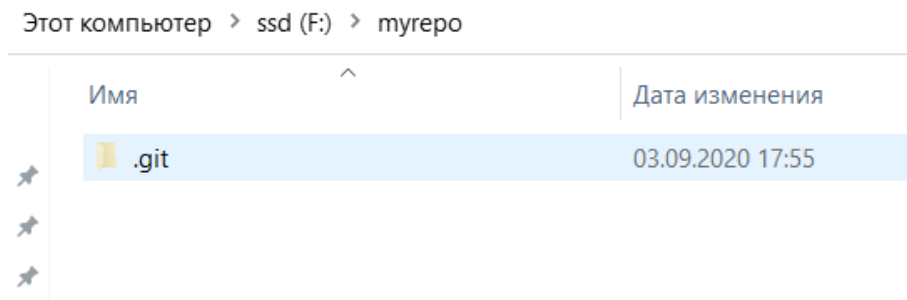 Этот компьютер > ssd (F:) > myrepo
Имя Дата изменения
.git 03.09.2020 17:55